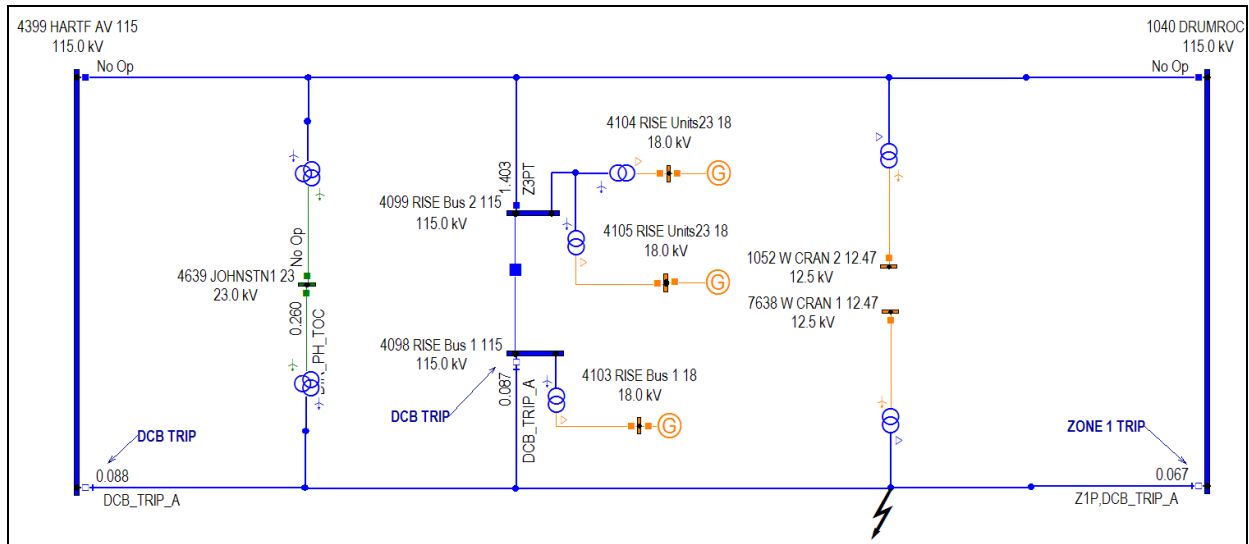 4399 HARTF AV 115
115.0 kV
No Op
1040 DRUMROC
115.0 kV
No Op
4104 RISE Units23 18
18.0 kV
G
1.403
Z3PT
4099 RISE Bus 2 115
115.0 kV
4105 RISE Units23 18
18.0 kV
G
No Op
4639 JOHNSTN1 23
23.0 kV
1052 W CRAN 2 12.47
12.5 kV
7638 W CRAN 1 12.47
12.5 kV
0.260
PH_TOC
4098 RISE Bus 1 115
115.0 kV
4103 RISE Bus 1 18
18.0 kV
G
0.087
DCB_TRIP_A
DCB TRIP
DCB TRIP
ZONE 1 TRIP
0.088
DCB_TRIP_A
0.067
Z1P,DCB_TRIP_A